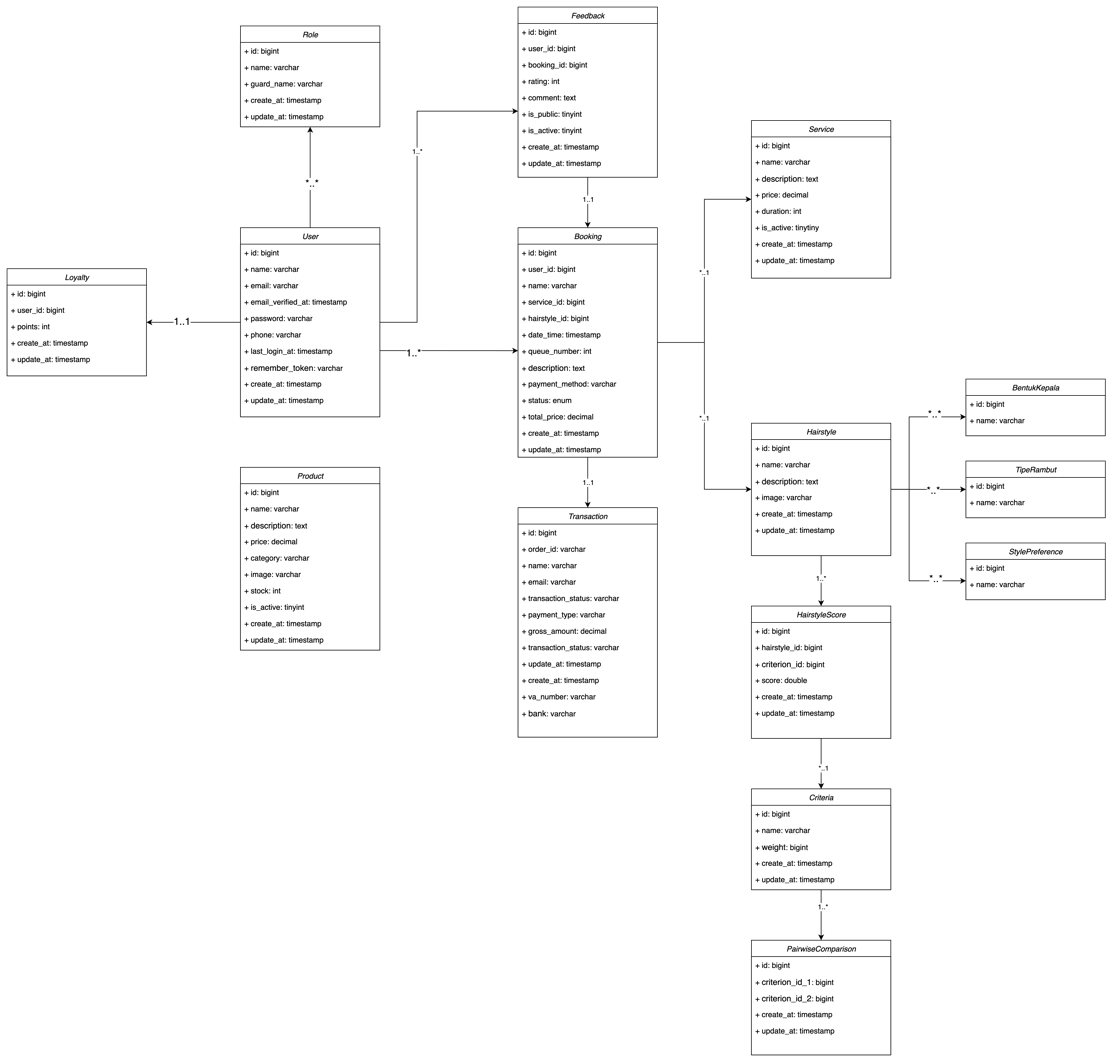 Role
+ id: bigint
+ name: varchar
+ guard_name: varchar
+ create_at: timestamp
+ update_at: timestamp
*..*
Feedback
+ id: bigint
+ user_id: bigint
+ booking_id: bigint
+ rating: int
+ comment: text
+ is_public: tinyint
+ is_active: tinyint
+ create_at: timestamp
+ update_at: timestamp
1..*
1..1
Service
+ id: bigint
+ name: varchar
+ description: text
+ price: decimal
+ duration: int
+ is_active: tinytiny
+ create_at: timestamp
+ update_at: timestamp
Loyalty
+ id: bigint
+ user_id: bigint
+ points: int
+ create_at: timestamp
+ update_at: timestamp
1..1
User
+ id: bigint
+ name: varchar
+ email: varchar
+ email_verified_at: timestamp
+ password: varchar
+ phone: varchar
+ last_login_at: timestamp
+ remember_token: varchar
+ create_at: timestamp
+ update_at: timestamp
1..*
Booking
+ id: bigint
+ user_id: bigint
+ name: varchar
+ service_id: bigint
+ hairstyle_id: bigint
+ date_time: timestamp
+ queue_number: int
+ description: text
+ payment_method: varchar
+ status: enum
+ total_price: decimal
+ create_at: timestamp
+ update_at: timestamp
*..1
*..1
1..1
Product
+ id: bigint
+ name: varchar
+ description: text
+ price: decimal
+ category: varchar
+ image: varchar
+ stock: int
+ is_active: tinyint
+ create_at: timestamp
+ update_at: timestamp
Transaction
+ id: bigint
+ order_id: varchar
+ name: varchar
+ email: varchar
+ transaction_status: varchar
+ payment_type: varchar
+ gross_amount: decimal
+ transaction_status: varchar
+ update_at: timestamp
+ create_at: timestamp
+ va_number: varchar
+ bank: varchar
Hairstyle
+ id: bigint
+ name: varchar
+ description: text
+ image: varchar
+ create_at: timestamp
+ update_at: timestamp
*..*
*..*
*..*
BentukKepala
+ id: bigint
+ name: varchar
TipeRambut
+ id: bigint
+ name: varchar
StylePreference
+ id: bigint
+ name: varchar
1..*
HairstyleScore
+ id: bigint
+ hairstyle_id: bigint
+ criterion_id: bigint
+ score: double
+ create_at: timestamp
+ update_at: timestamp
*..1
Criteria
+ id: bigint
+ name: varchar
+ weight: bigint
+ create_at: timestamp
+ update_at: timestamp
1..*
PairwiseComparison
+ id: bigint
+ criterion_id_1: bigint
+ criterion_id_2: bigint
+ create_at: timestamp
+ update_at: timestamp